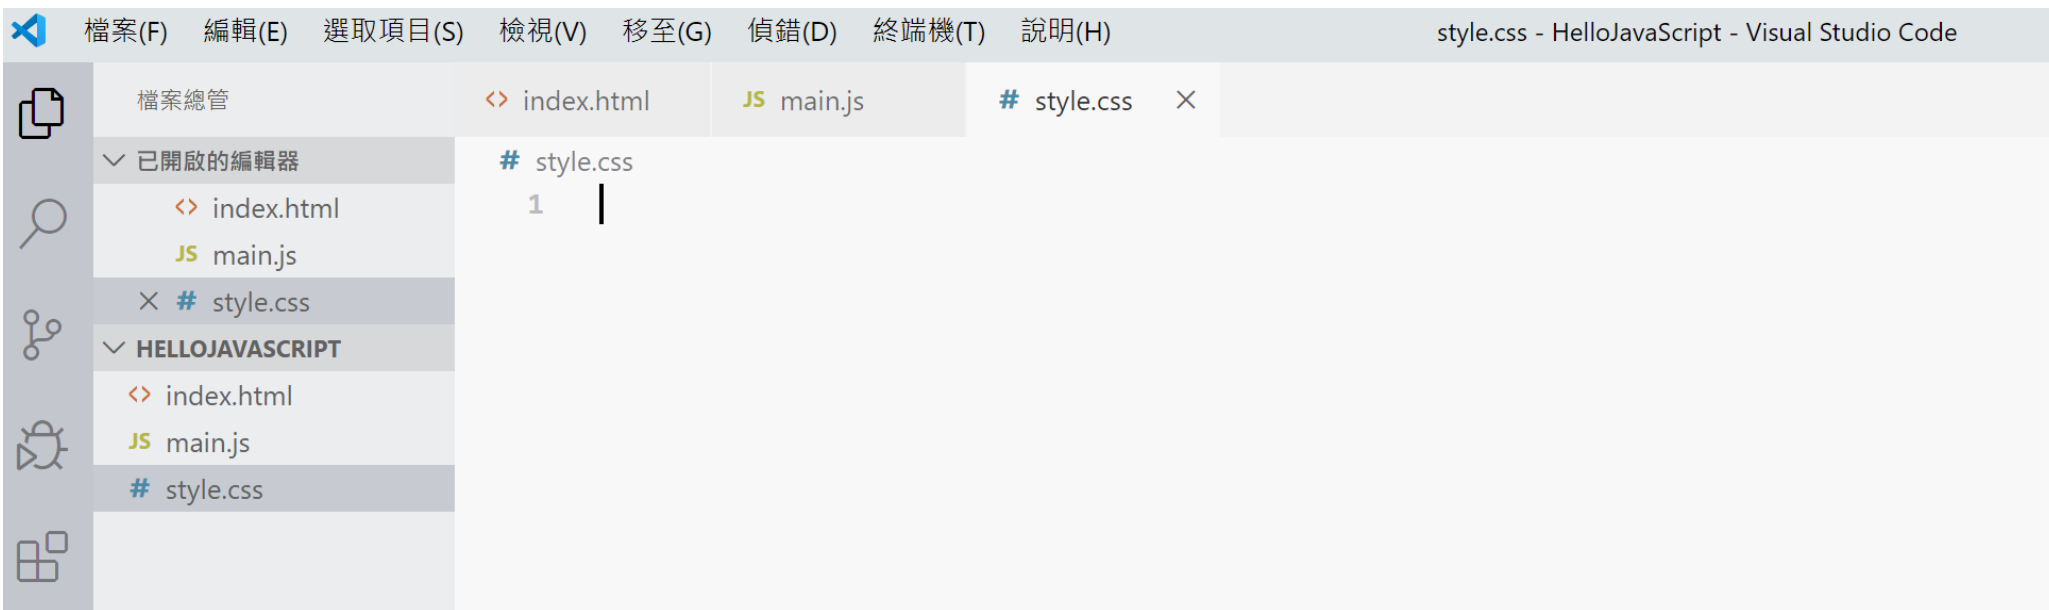 檔案(F) 編輯(E) 選取項目(S) 檢視(V) 移至(G) 偵錯(D) 終端機(T) 說明(H) style.css - HelloJavaScript - Visual Studio Code
檔案總管
已開啟的編輯器
<> index.html
JS main.js
# style.css
HELLOJAVASCRIPT
<> index.html
JS main.js
# style.css
<> index.html JS main.js # style.css
# style.css
1